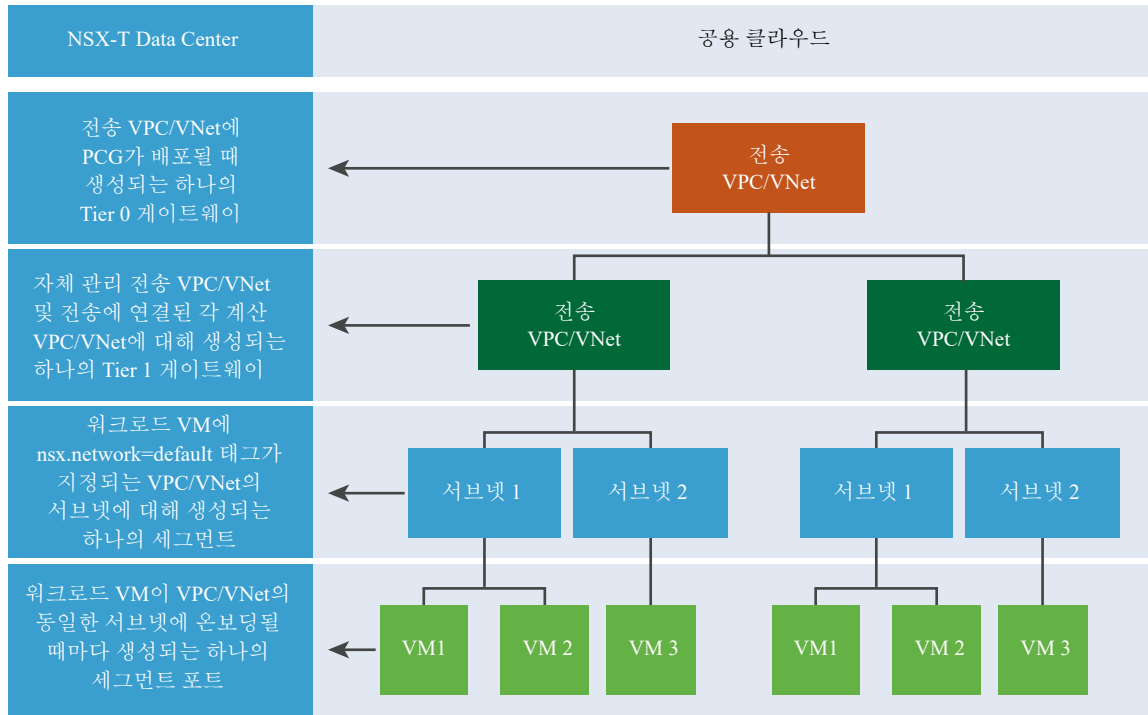 NSX-T Data Center
공용 클라우드
전송 VPC/VNet에
PCG가 배포될 때
생성되는 하나의
Tier 0 게이트웨이
전송
VPC/VNet
자체 관리 전송 VPC/VNet
및 전송에 연결된 각 계산
VPC/VNet에 대해 생성되는
하나의 Tier 1 게이트웨이
전송
VPC/VNet
전송
VPC/VNet
워크로드 VM에
nsx.network=default 태그가
지정되는 VPC/VNet의
서브넷에 대해 생성되는
하나의 세그먼트
서브넷 1
서브넷 2
서브넷 1
서브넷 2
워크로드 VM이 VPC/VNet의
동일한 서브넷에 온보딩될
때마다 생성되는 하나의
세그먼트 포트
VM1
VM 2
VM 3
VM1
VM 2
VM 3